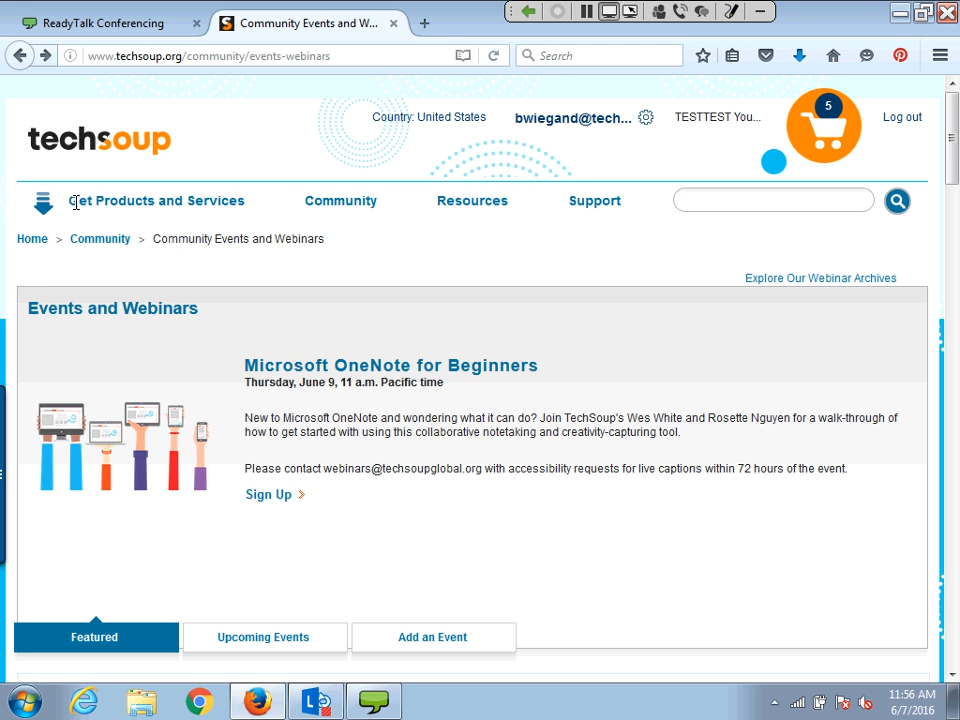 ReadyTalk Conferencing
Community Events and W...
www.techsoup.org/community/events-webinars
Search
Country: United States
bwiegand@tech...
TESTTEST You...
5
Log out
techsoup
Get Products and Services
Community
Resources
Support
Home > Community > Community Events and Webinars
Explore Our Webinar Archives
Events and Webinars
Microsoft OneNote for Beginners
Thursday, June 9, 11 a.m. Pacific time
New to Microsoft OneNote and wondering what it can do? Join TechSoup's Wes White and Rosette Nguyen for a walk-through of
how to get started with using this collaborative notetaking and creativity-capturing tool.
Please contact webinars@techsoupglobal.org with accessibility requests for live captions within 72 hours of the event.
Sign Up >
Featured
Upcoming Events
Add an Event
11:56 AM
6/7/2016